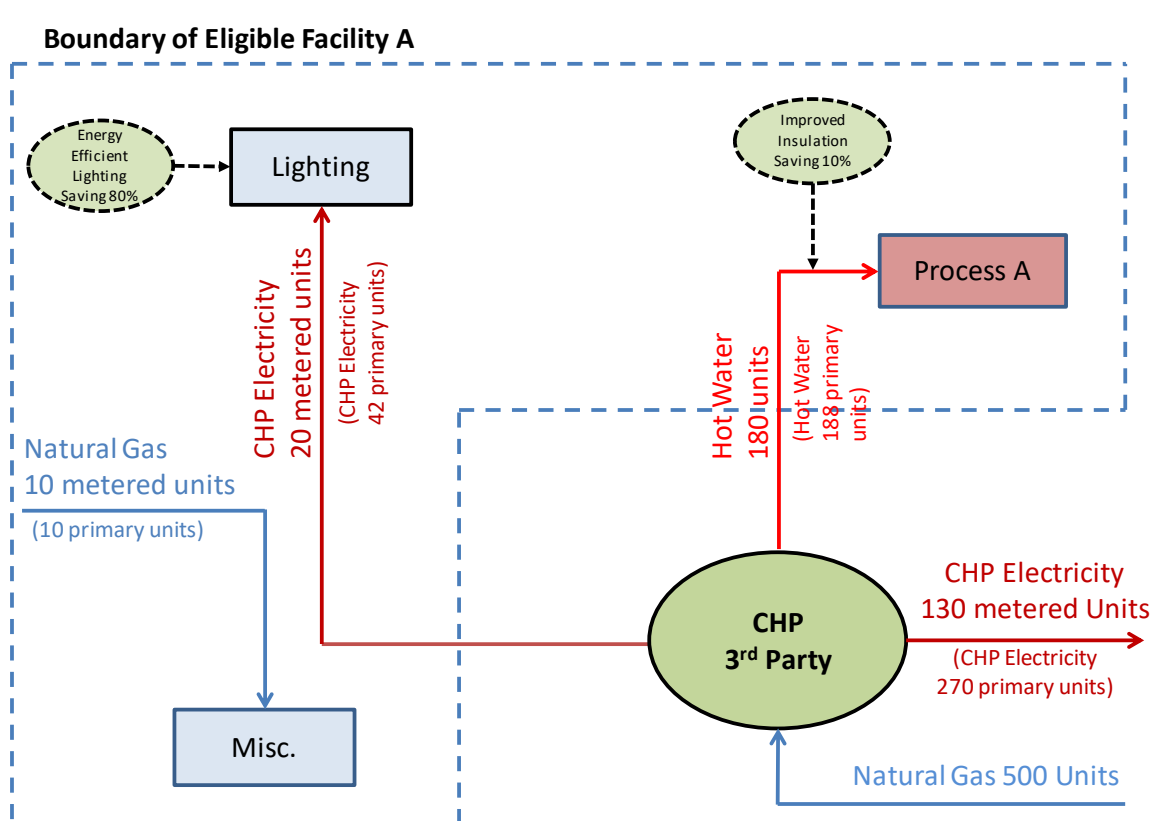 Boundary of Eligible Facility A
Energy
Efficient
Lighting
Saving 80%
Lighting
Improved
Insulation
Saving 10%
Process A
CHP Electricity
20 metered units
(CHP Electricity
42 primary units)
Hot Water
180 units
(Hot Water
188 primary
units)
Natural Gas
10 metered units
(10 primary units)
Misc.
CHP
3rd Party
CHP Electricity
130 metered Units
(CHP Electricity
270 primary units)
Natural Gas 500 Units